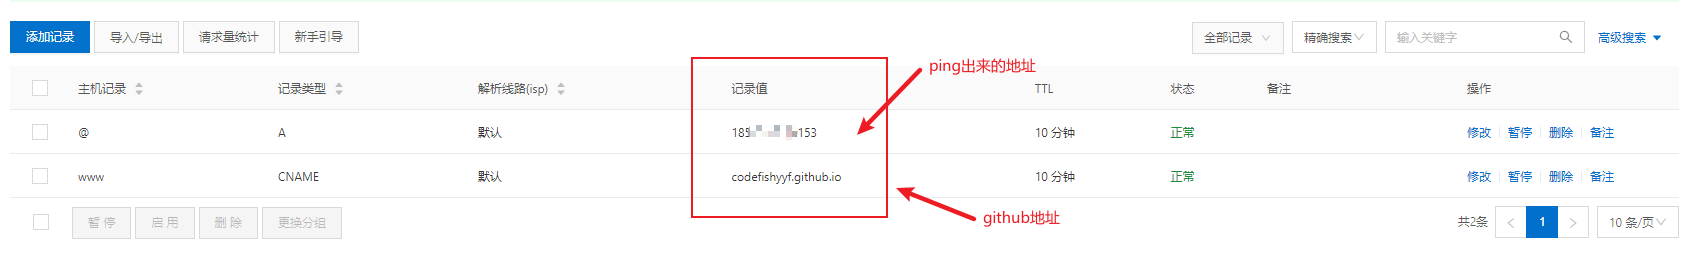 添加记录 导入/导出 请求量统计 新手引导 全部记录 精确搜索 输入关键字 高级搜索
ping出来的地址
主机记录 记录类型 解析线路(isp) 记录值 TTL 状态 备注 操作
@ A 默认 185 153 10 分钟 正常 修改 暂停 删除 备注
www CNAME 默认 codefishyyf.github.io 10 分钟 正常 修改 暂停 删除 备注
github地址
暂停 启用 删除 更换分组 共2条 < 1 > 10 条/页